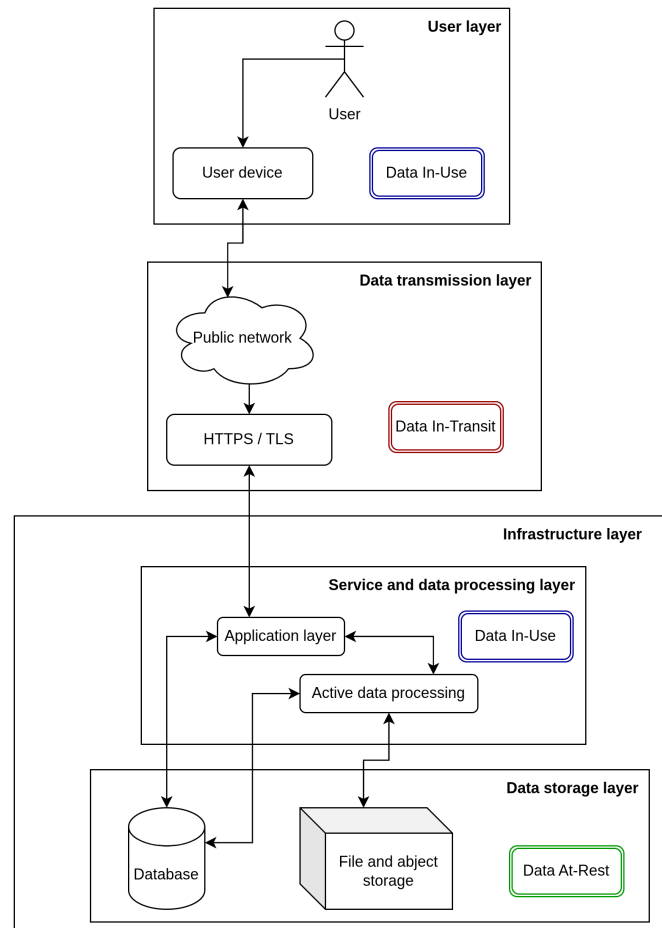 User layer
User
User device
Data In-Use
Data transmission layer
Public network
HTTPS / TLS
Data In-Transit
Infrastructure layer
Service and data processing layer
Application layer
Data In-Use
Active data processing
Data storage layer
Database
File and abject
storage
Data At-Rest